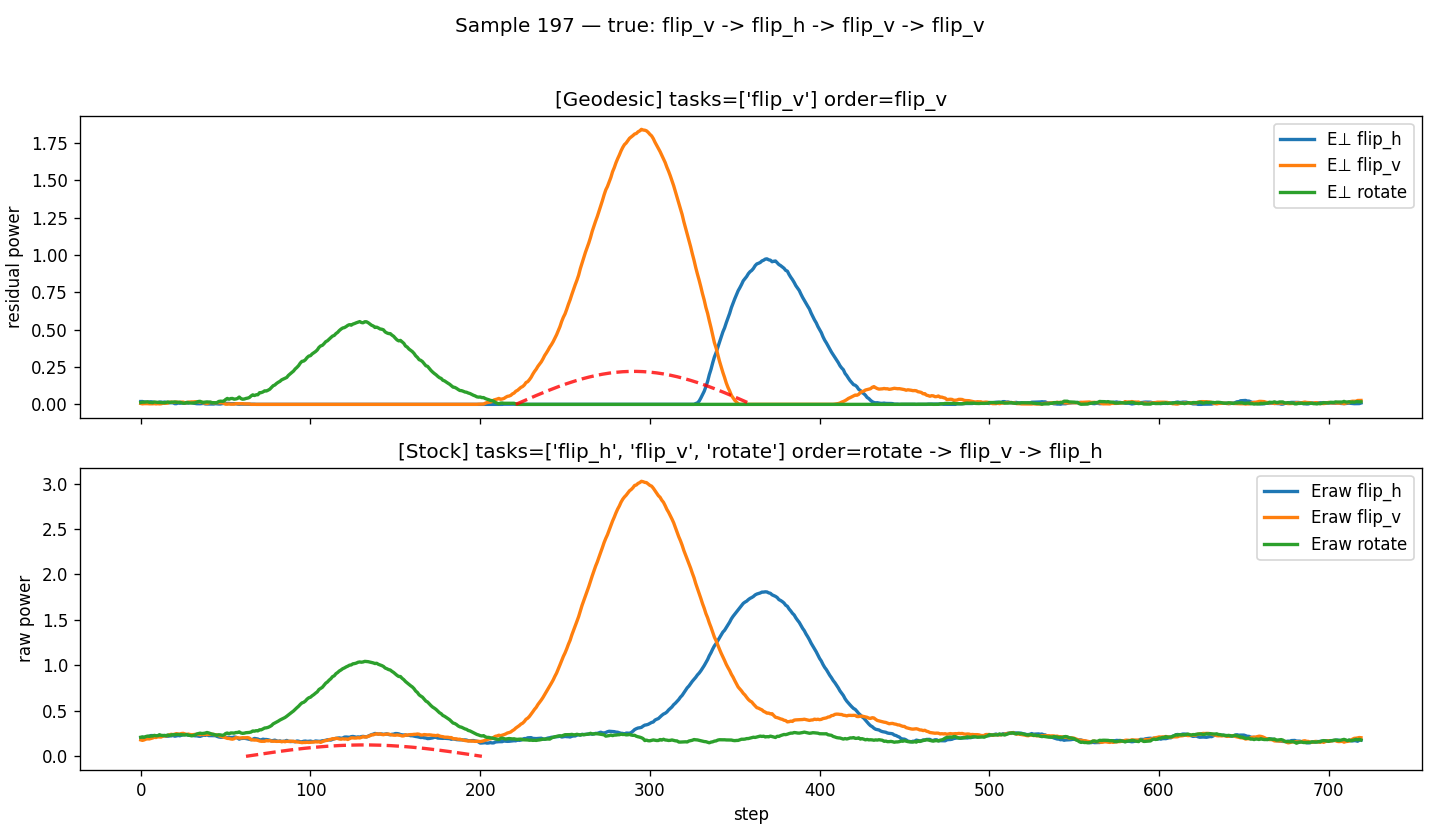 Sample 197 — true: flip_v -> flip_h -> flip_v -> flip_v
[Geodesic] tasks=['flip_v'] order=flip_v
residual power
1.75
1.50
1.25
1.00
0.75
0.50
0.25
0.00
E⊥ flip_h
E⊥ flip_v
E⊥ rotate
[Stock] tasks=['flip_h', 'flip_v', 'rotate'] order=rotate -> flip_v -> flip_h
raw power
3.0
2.5
2.0
1.5
1.0
0.5
0.0
Eraw flip_h
Eraw flip_v
Eraw rotate
0 100 200 300 400 500 600 700
step